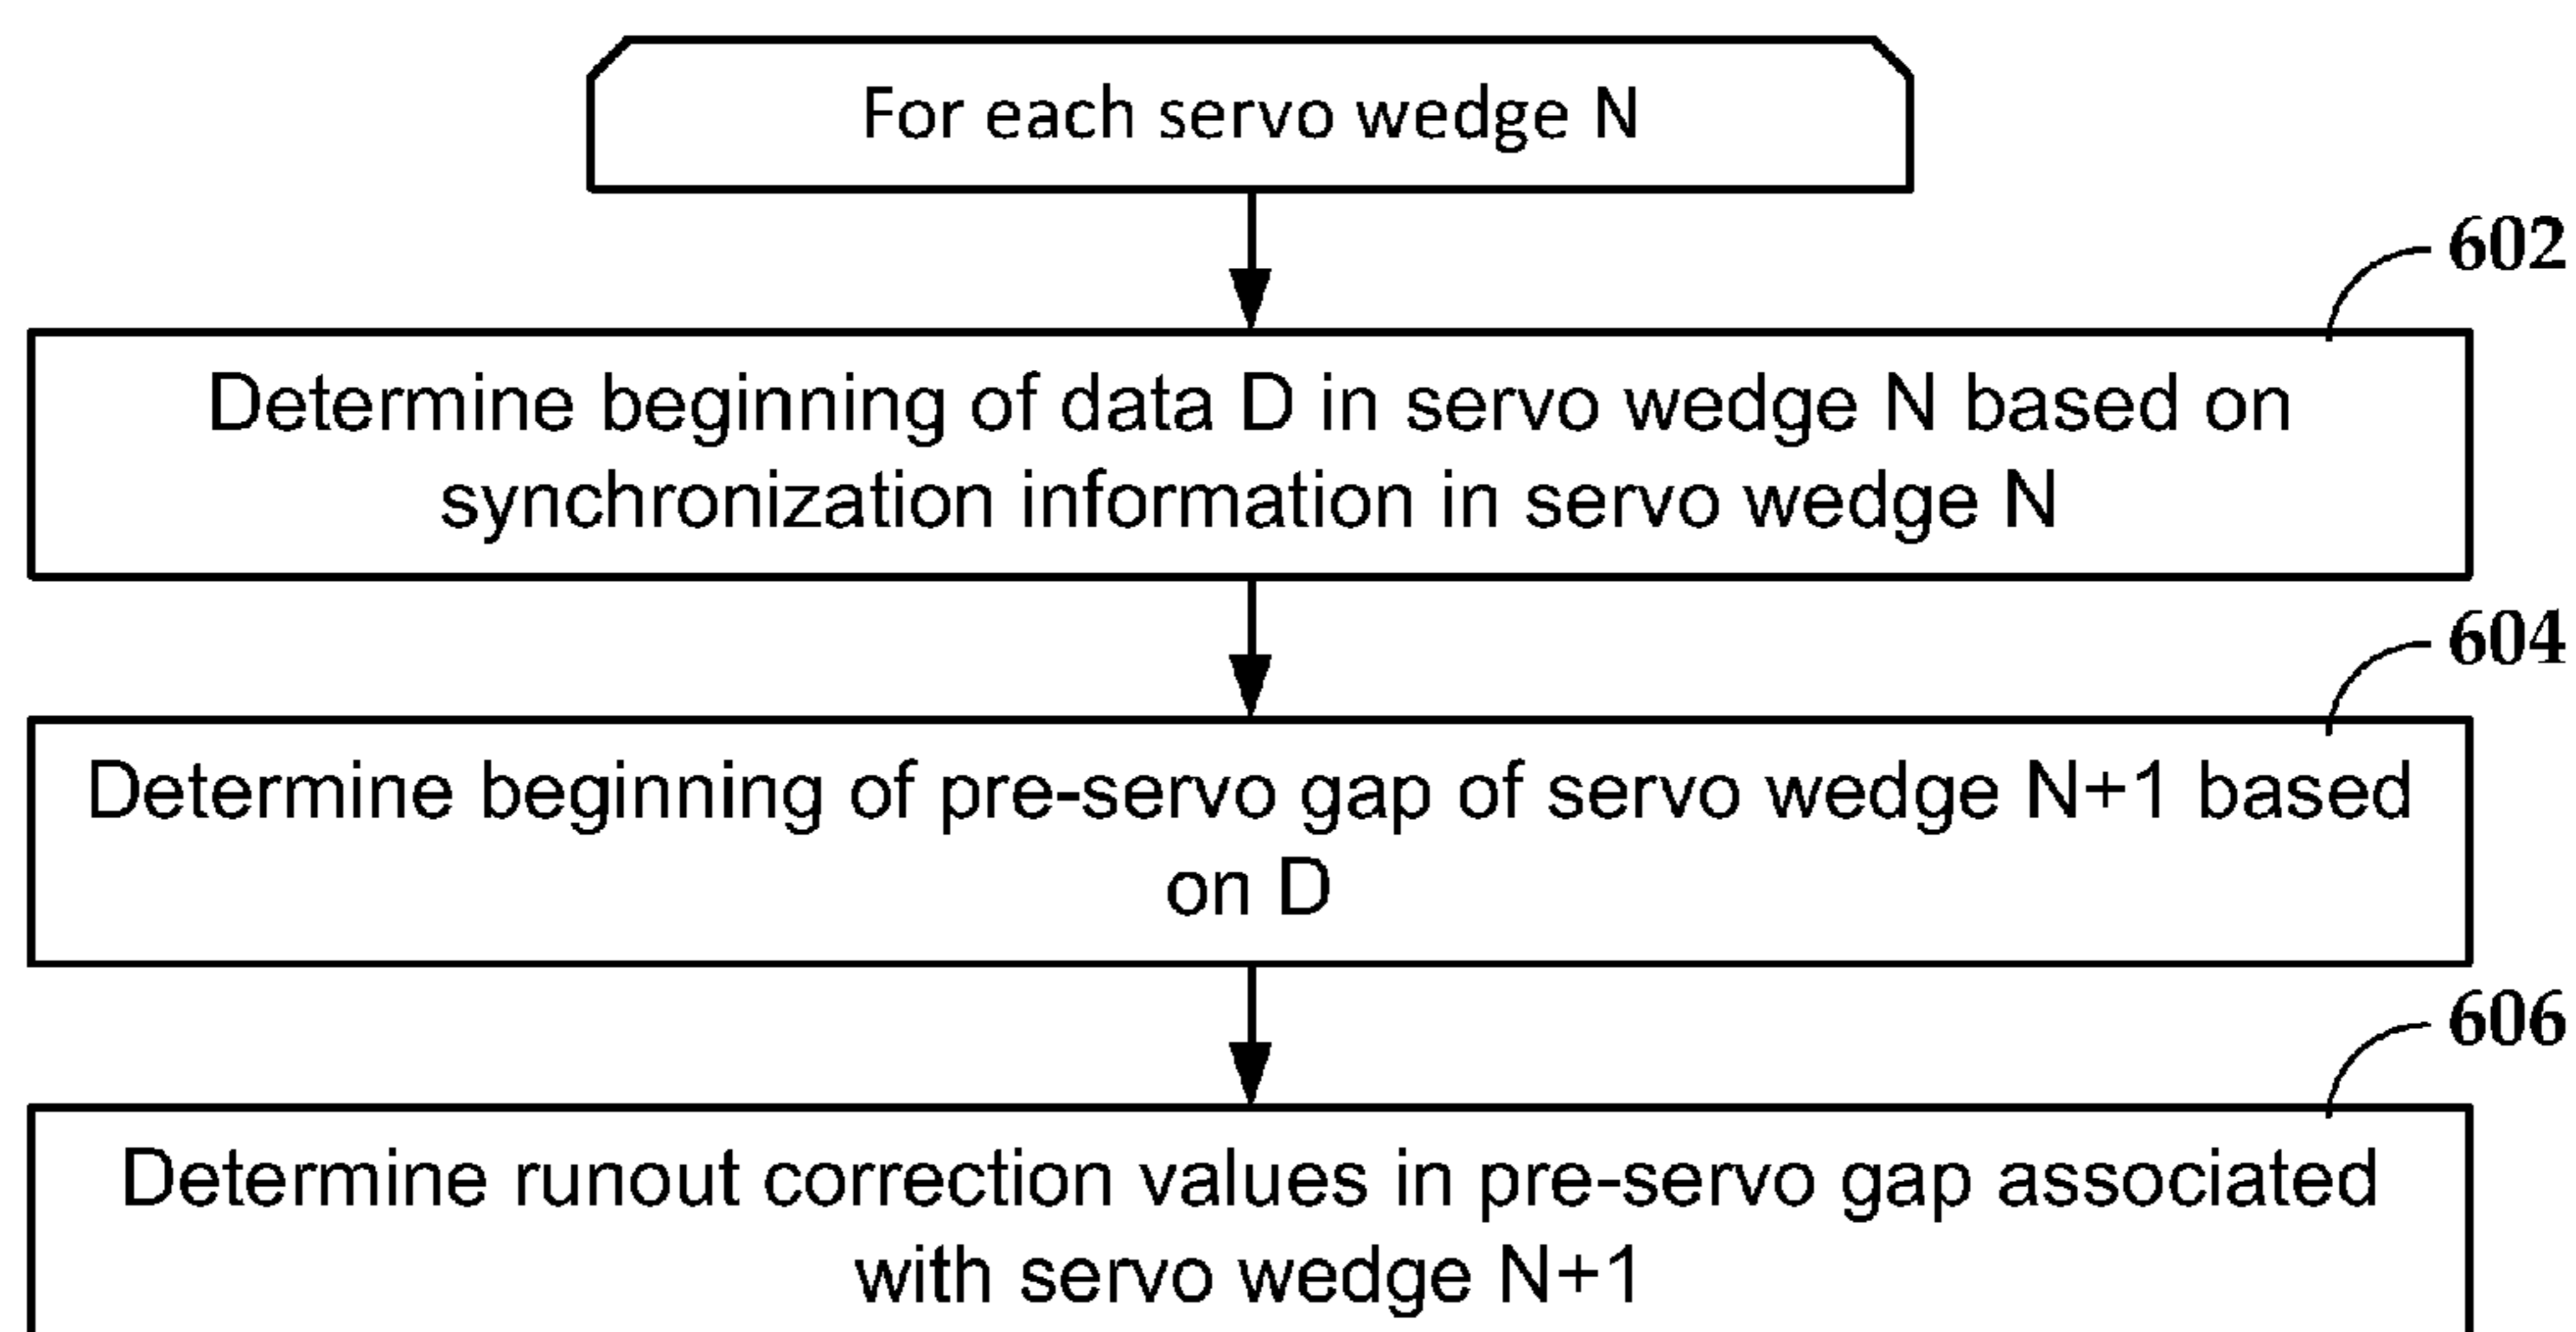 For each servo wedge N
602
Determine beginning of data D in servo wedge N based on
synchronization information in servo wedge N
604
Determine beginning of pre-servo gap of servo wedge N+1 based
on D
606
Determine runout correction values in pre-servo gap associated
with servo wedge N+1